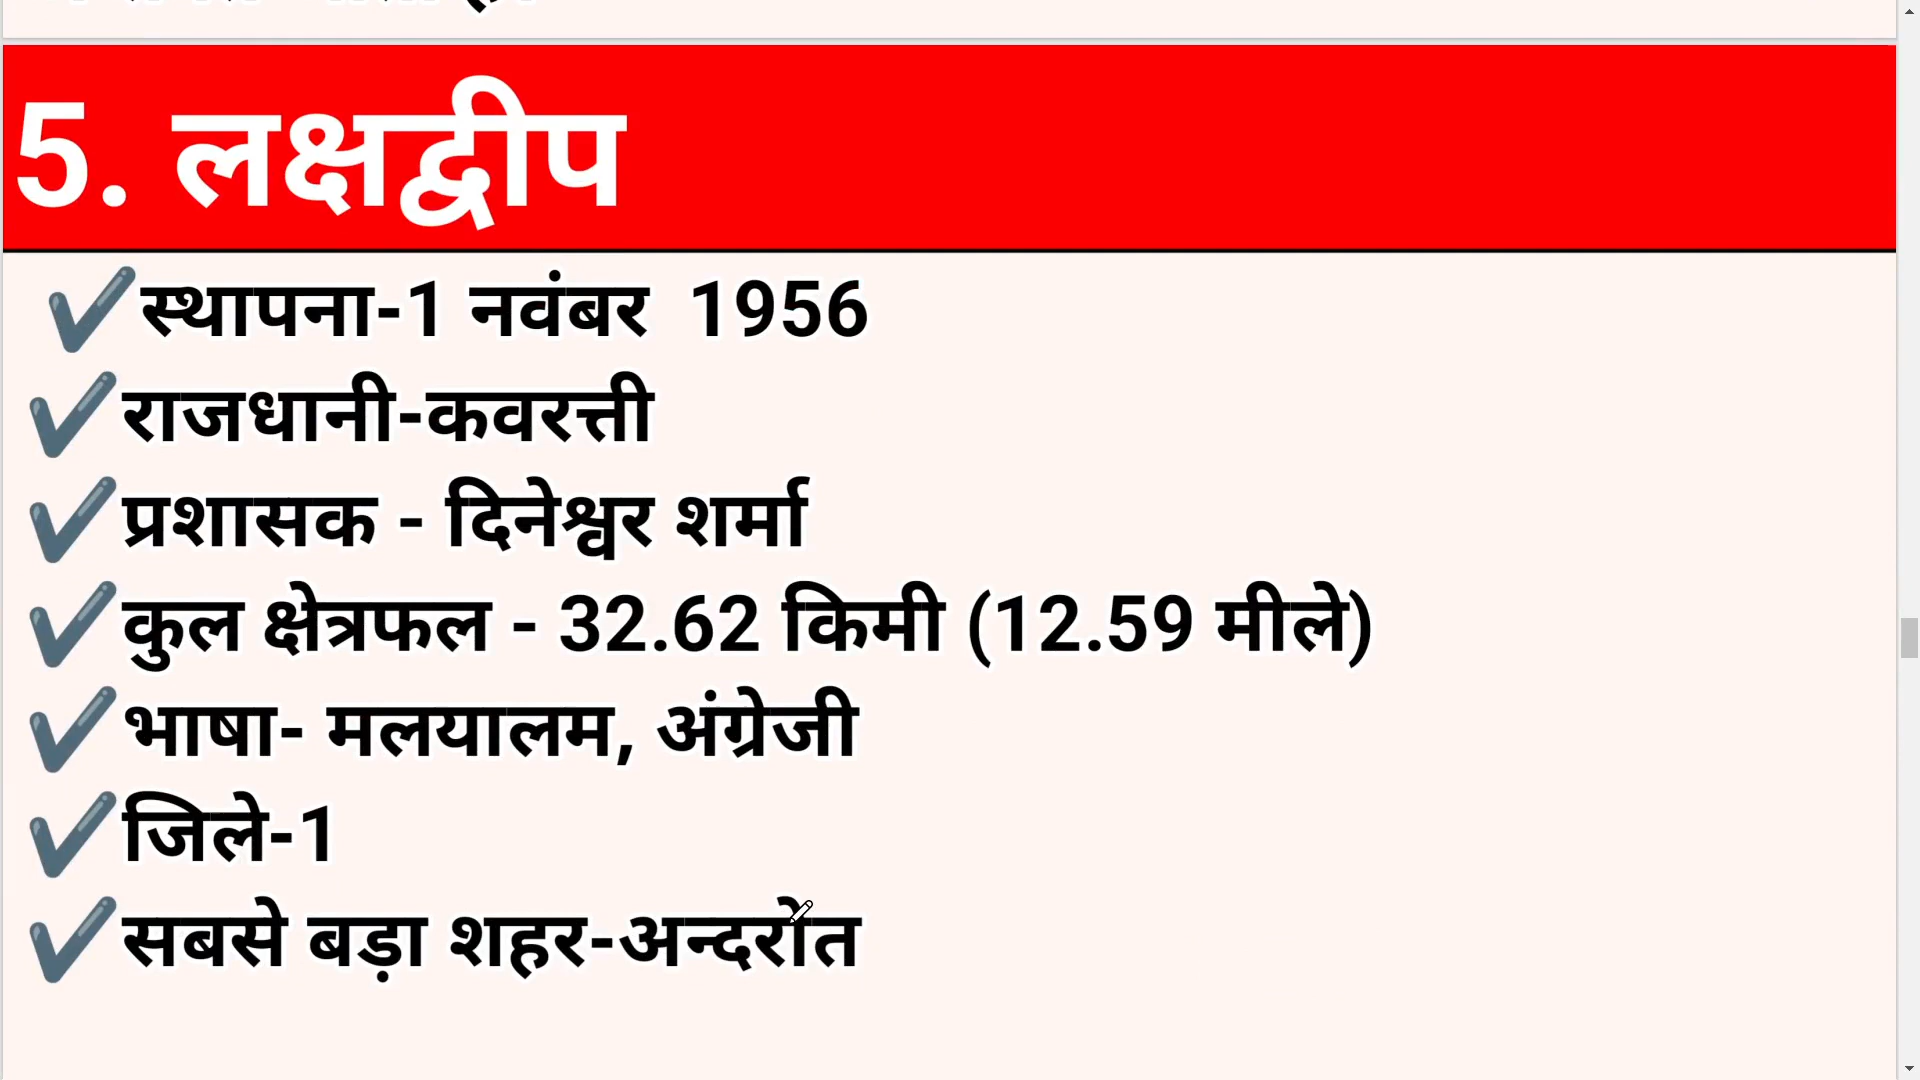 5. लक्षद्वीप
✔स्थापना-1 नवंबर 1956
✔राजधानी-कवरत्ती
✔प्रशासक - दिनेश्वर शर्मा
✔कुल क्षेत्रफल - 32.62 किमी (12.59 मीले)
✔भाषा- मलयालम, अंग्रेजी
✔जिले-1
✔सबसे बड़ा शहर-अन्दरोत